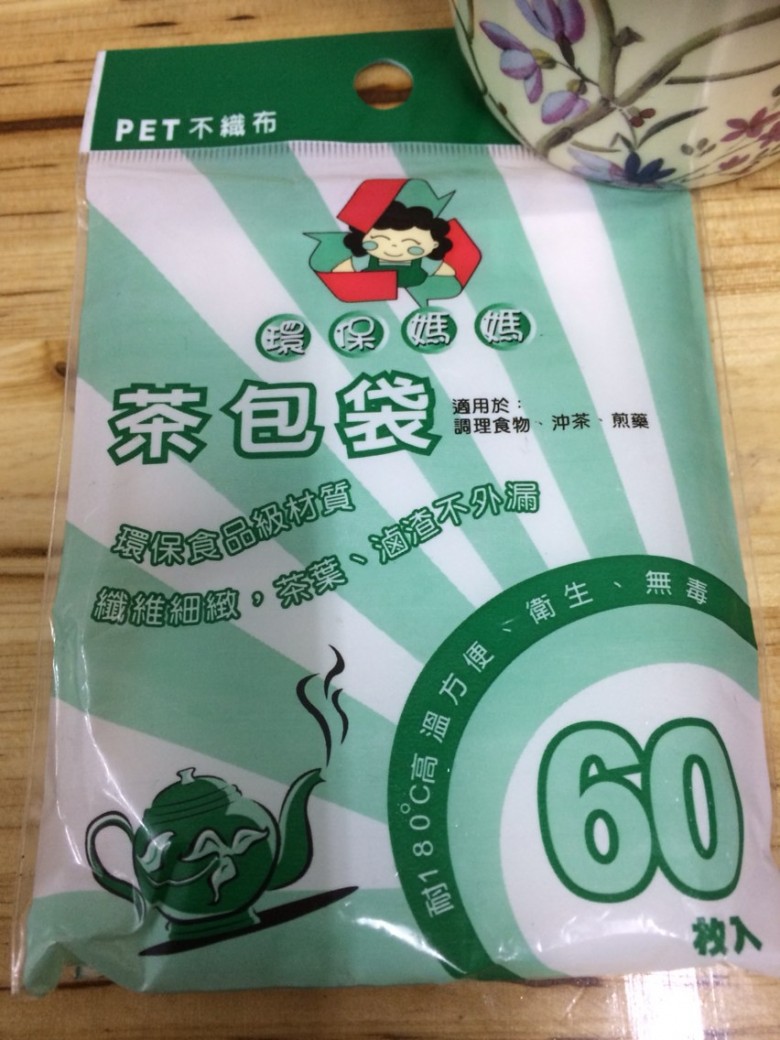 PET不織布
環保媽媽
茶包袋
適用於：
調理食物、沖茶、煎藥
環保食品級材質
纖維細緻，茶葉、滷渣不外漏
耐180°C高溫方便、衛生、無毒
60
枚入